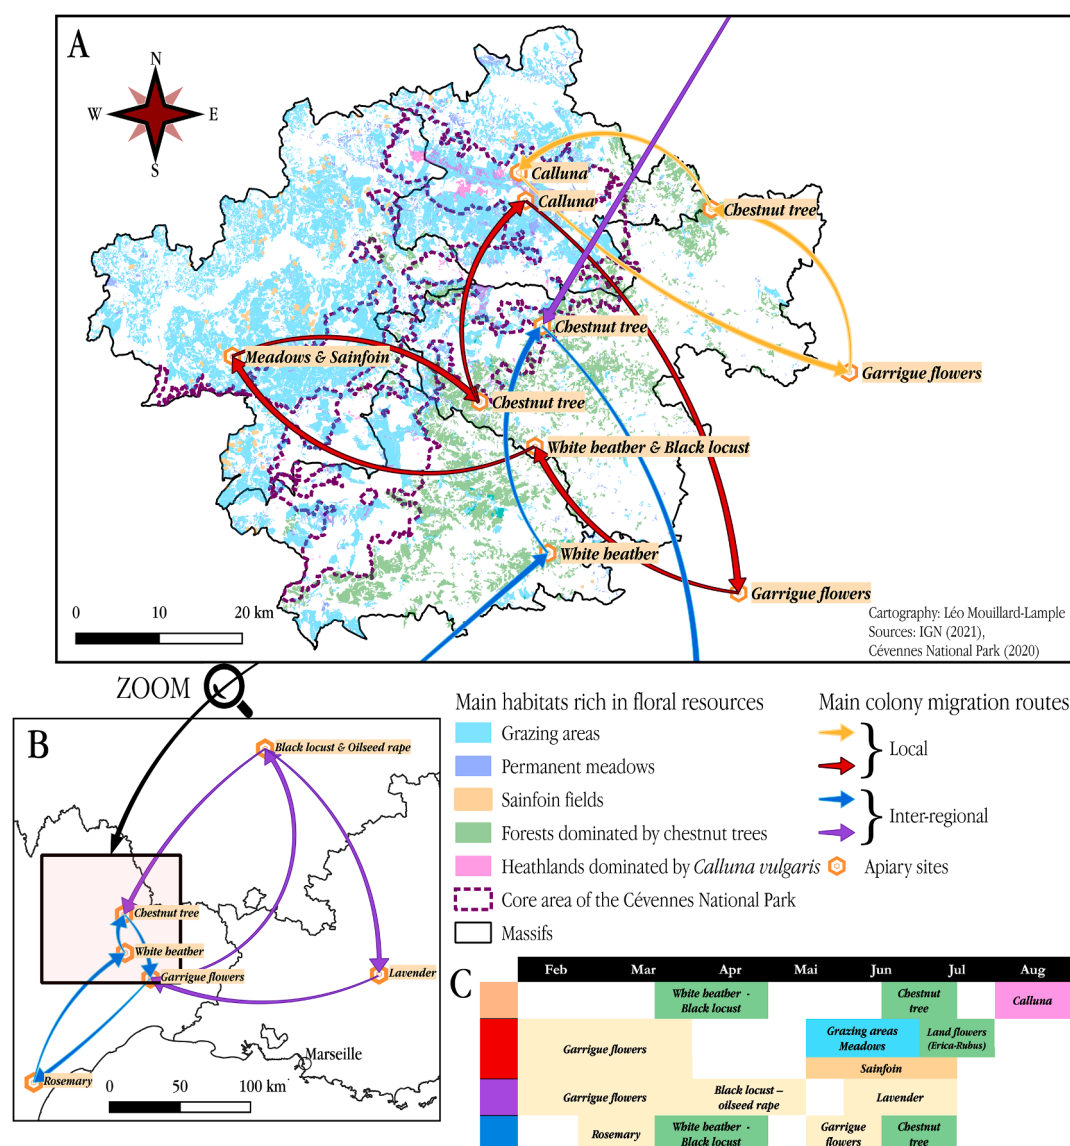 A
N
W
E
S
Calluna
Calluna
Chestnut tree
Chestnut tree
Meadows & Sainfoin
Garrigue flowers
Chestnut tree
White heather & Black locust
White heather
Garrigue flowers
0 10 20 km
Cartography: Léo Mouillard-Lample
Sources: IGN (2021),
Cévennes National Park (2020)
ZOOM
B
Black locust & Oilseed rape
Chestnut tree
White heather
Garrigue flowers
Lavender
Marseille
Rosemary
0 50 100 km
Main habitats rich in floral resources
Grazing areas
Permanent meadows
Sainfoin fields
Forests dominated by chestnut trees
Heathlands dominated by Calluna vulgaris
Core area of the Cévennes National Park
Massifs
Main colony migration routes
Local
Inter-regional
Apiary sites
C
Feb Mar Apr Mai Jun Jul Aug
White heather -
Black locust
Chestnut
tree
Calluna
Garrigue flowers
Grazing areas
Meadows
Land flowers
(Erica-Rubus)
Sainfoin
Garrigue flowers
Black locust –
oilseed rape
Lavender
Rosemary
White heather -
Black locust
Garrigue
flowers
Chestnut
tree